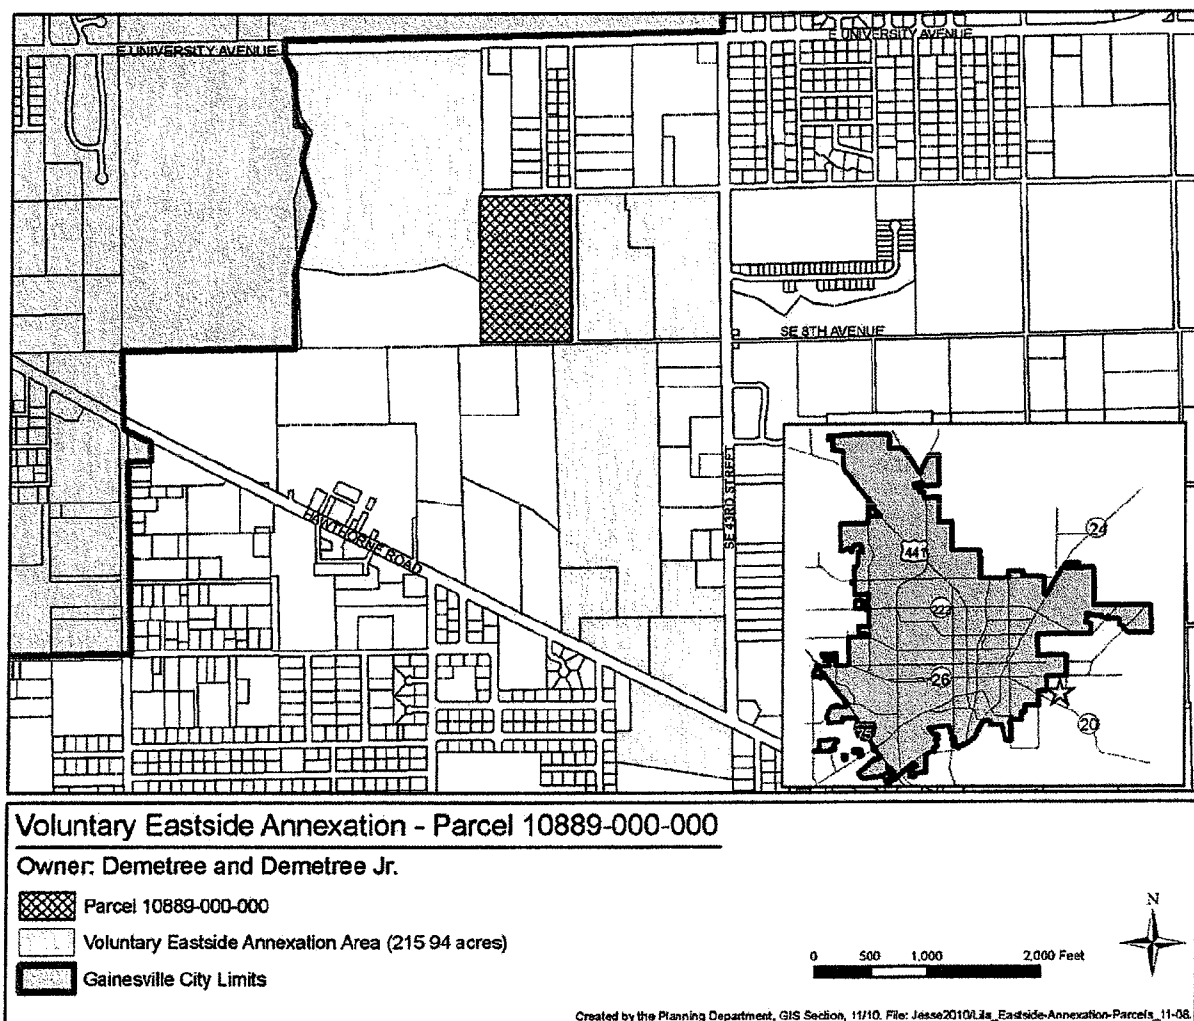 E UNIVERSITY AVENUE
E UNIVERSITY AVENUE
SE 8TH AVENUE
SE 43RD STREET
HAWTHORNE ROAD
441
24
222
26
20
75
Voluntary Eastside Annexation - Parcel 10889-000-000
Owner: Demetree and Demetree Jr.
Parcel 10889-000-000
Voluntary Eastside Annexation Area (215 94 acres)
Gainesville City Limits
N
0 500 1,000 2,000 Feet
Created by the Planning Department, GIS Section, 11/10. File: Jesse2010/Lila_Eastside-Annexation-Parcels_11-08.